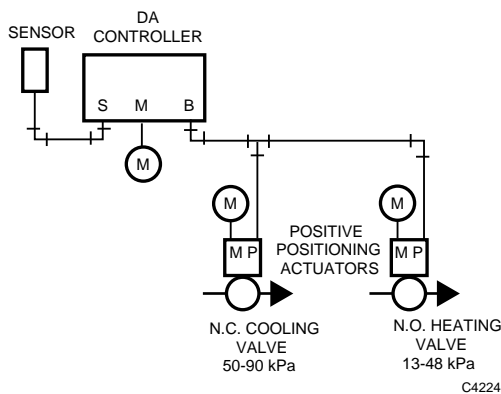 DA
CONTROLLER
SENSOR
S M B
M
M
M
M P
POSITIVE
POSITIONING
ACTUATORS
M P
N.C. COOLING
VALVE
50-90 kPa
N.O. HEATING
VALVE
13-48 kPa
C4224